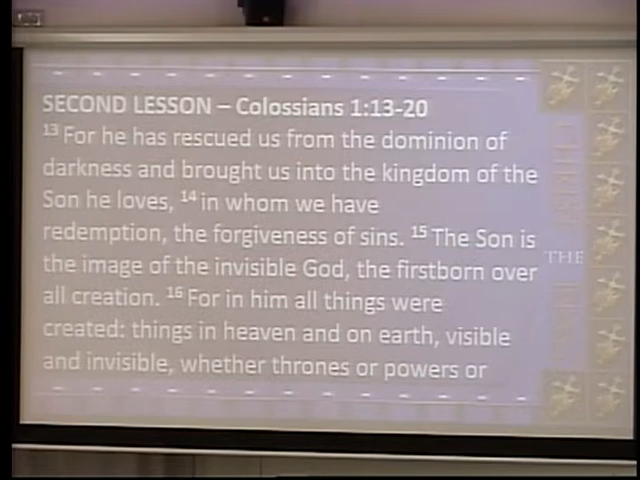 SECOND LESSON – Colossians 1:13-20
¹³ For he has rescued us from the dominion of
darkness and brought us into the kingdom of the
Son he loves, ¹⁴ in whom we have
redemption, the forgiveness of sins. ¹⁵ The Son is
the image of the invisible God, the firstborn over
all creation. ¹⁶ For in him all things were
created: things in heaven and on earth, visible
and invisible, whether thrones or powers or
CHRIST
THE